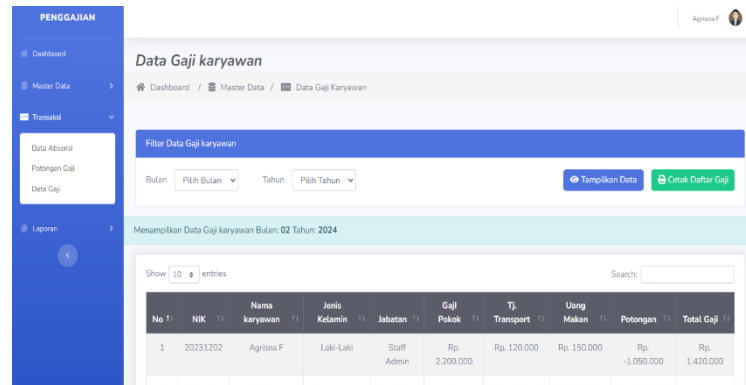 PENGGAJIAN
Agrisna F
Dashboard
Master Data
Transaksi
Data Absensi
Potongan Gaji
Data Gaji
Laporan
Data Gaji karyawan
Dashboard / Master Data / Data Gaji Karyawan
Filter Data Gaji karyawan
Bulan Pilih Bulan Tahun Pilih Tahun Tampilkan Data Cetak Daftar Gaji
Menampilkan Data Gaji karyawan Bulan: 02 Tahun: 2024
Show 10 entries Search:
Nama Jenis Gajl Tj. Uang
No NIK karyawan Kelamin Jabatan Pokok Transport Makan Potongan Total Gaji
1 20231202 Agrisna F Laki-Laki Staff Rp. Rp. 120.000 Rp. 150.000 Rp. Rp.
Admin 2.200.000 -1.050.000 1.420.000